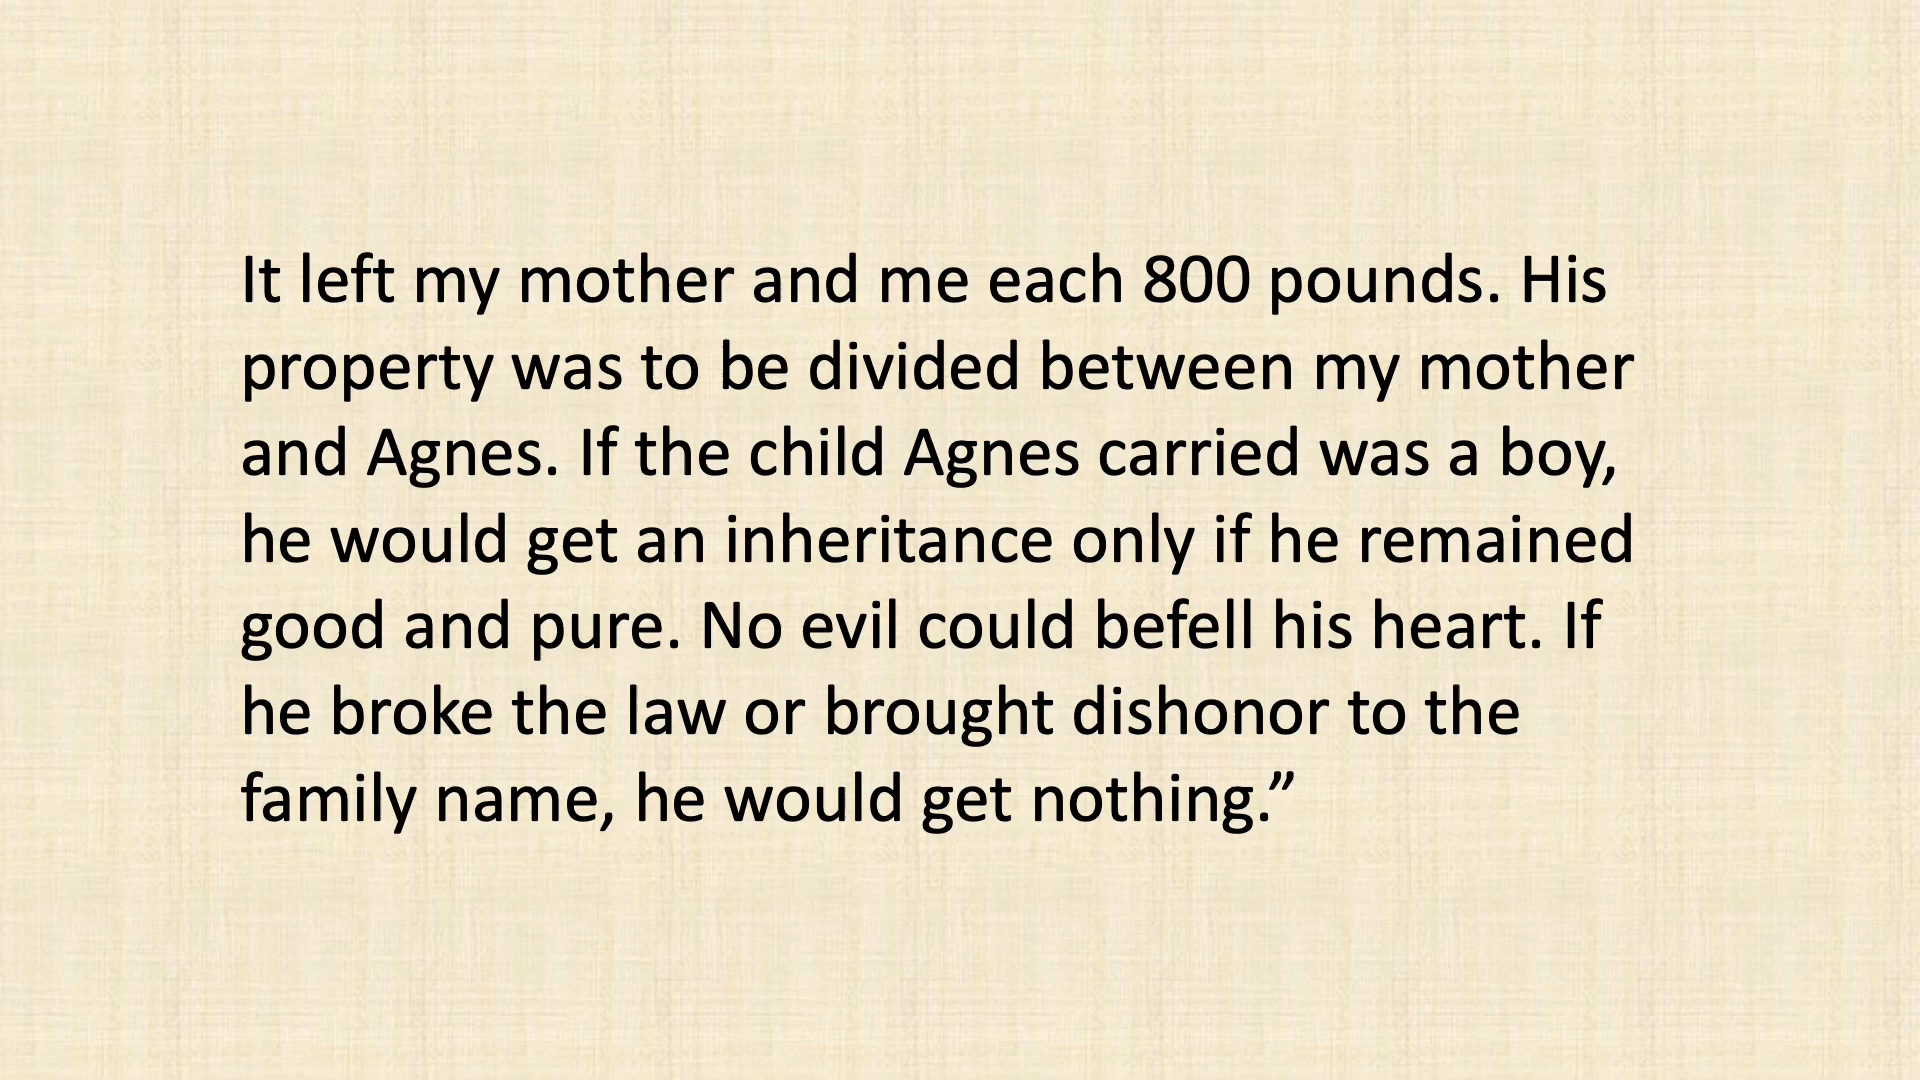 It left my mother and me each 800 pounds. His
property was to be divided between my mother
and Agnes. If the child Agnes carried was a boy,
he would get an inheritance only if he remained
good and pure. No evil could befell his heart. If
he broke the law or brought dishonor to the
family name, he would get nothing.”